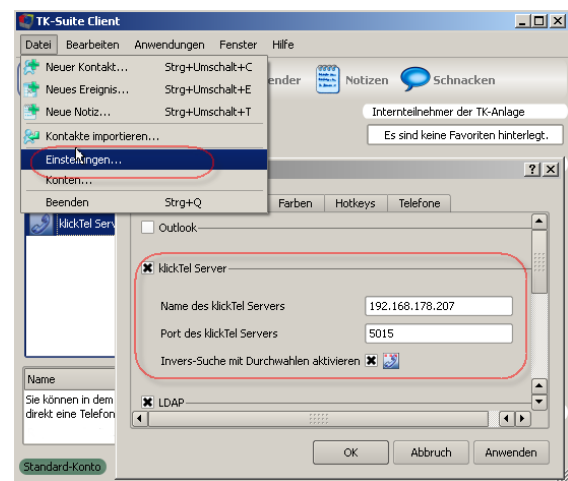 TK-Suite Client
Datei Bearbeiten Anwendungen Fenster Hilfe
Neuer Kontakt... Strg+Umschalt+C
Neues Ereignis... Strg+Umschalt+E
Neue Notiz... Strg+Umschalt+T
Kontakte importieren...
Einstellungen...
Konten...
Beenden Strg+Q
ender Notizen Schnacken
Internteilnehmer der TK-Anlage
Es sind keine Favoriten hinterlegt.
Farben Hotkeys Telefone
klickTel Serv
Outlook
klickTel Server
Name des klickTel Servers 192.168.178.207
Port des klickTel Servers 5015
Invers-Suche mit Durchwahlen aktivieren
LDAP
Name
Sie können in dem
direkt eine Telefon
OK Abbruch Anwenden
Standard-Konto